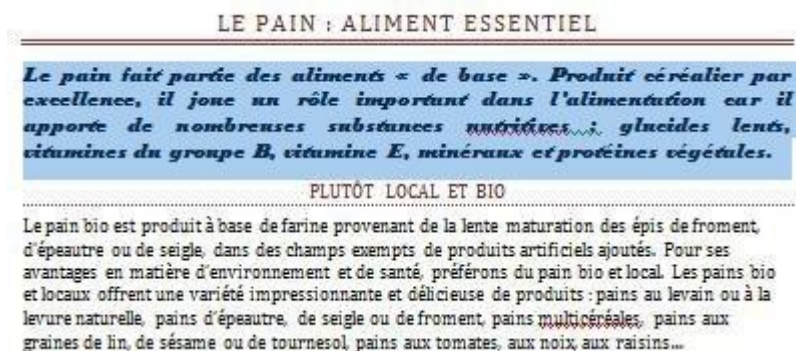 LE PAIN : ALIMENT ESSENTIEL
Le pain fait partie des aliments « de base ». Produit céréalier par
excellence, il joue un rôle important dans l'alimentation car il
apporte de nombreuses substances nutritives : glucides lents,
vitamines du groupe B, vitamine E, minéraux et protéines végétales.
PLUTÔT LOCAL ET BIO
Le pain bio est produit à base de farine provenant de la lente maturation des épis de froment,
d'épeautre ou de seigle, dans des champs exempts de produits artificiels ajoutés. Pour ses
avantages en matière d'environnement et de santé, préférons du pain bio et local. Les pains bio
et locaux offrent une variété impressionnante et délicieuse de produits : pains au levain ou à la
levure naturelle, pains d'épeautre, de seigle ou de froment, pains multicéréales, pains aux
graines de lin, de sésame ou de tournesol, pains aux tomates, aux noix, aux raisins...